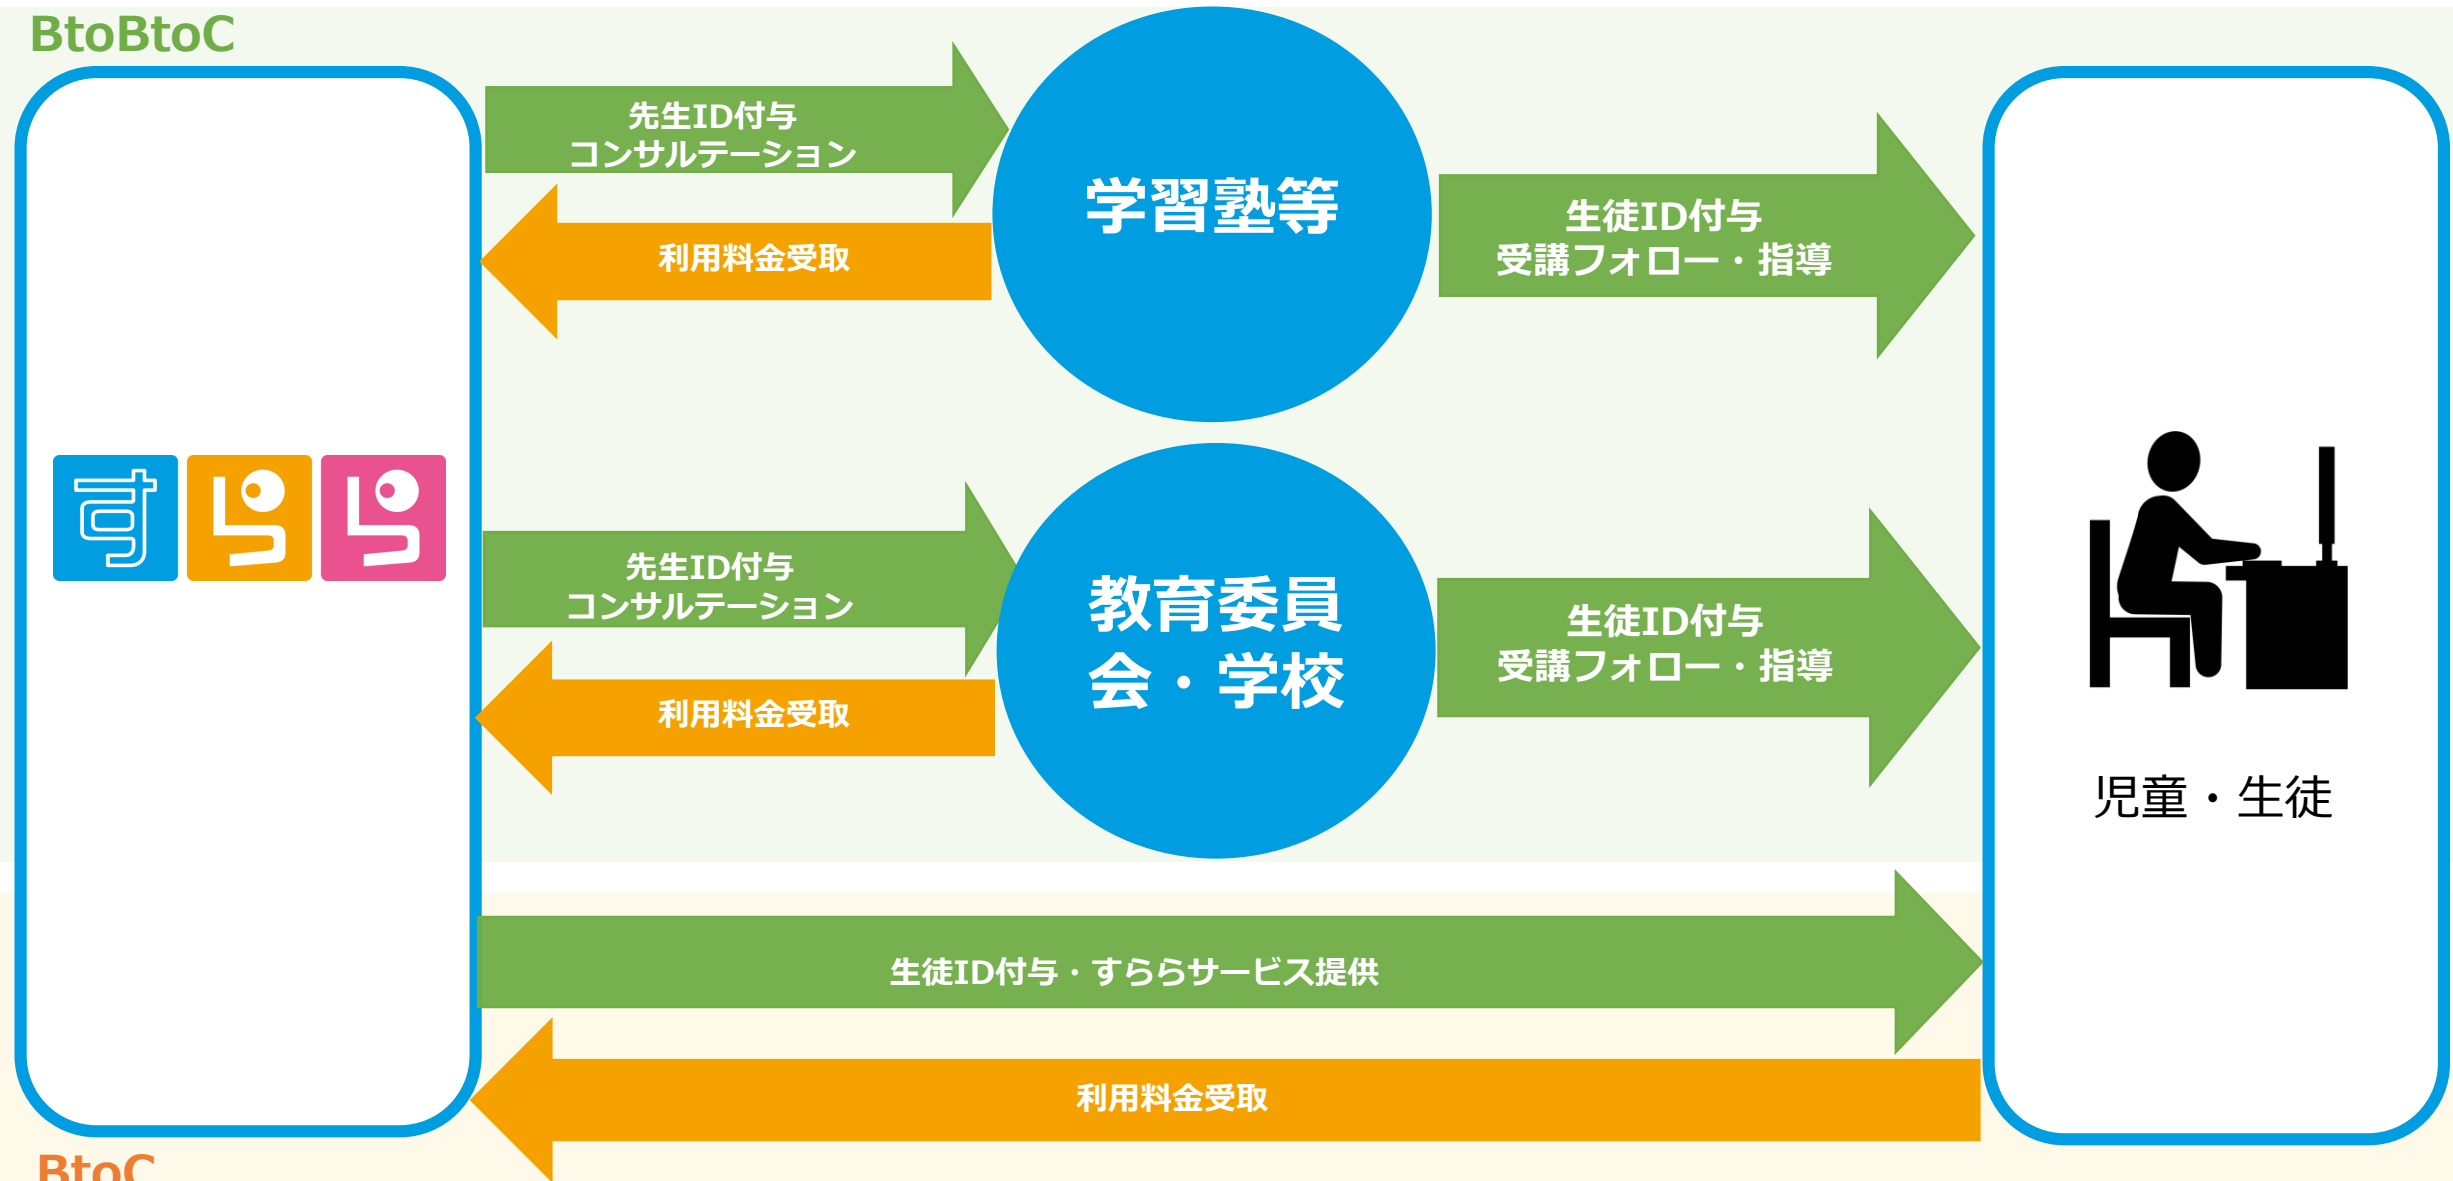 BtoBtoC
先生ID付与
コンサルテーション
利用料金受取
学習塾等
生徒ID付与
受講フォロー・指導
すらら
先生ID付与
コンサルテーション
利用料金受取
教育委員
会・学校
生徒ID付与
受講フォロー・指導
児童・生徒
生徒ID付与・すららサービス提供
利用料金受取
BtoC